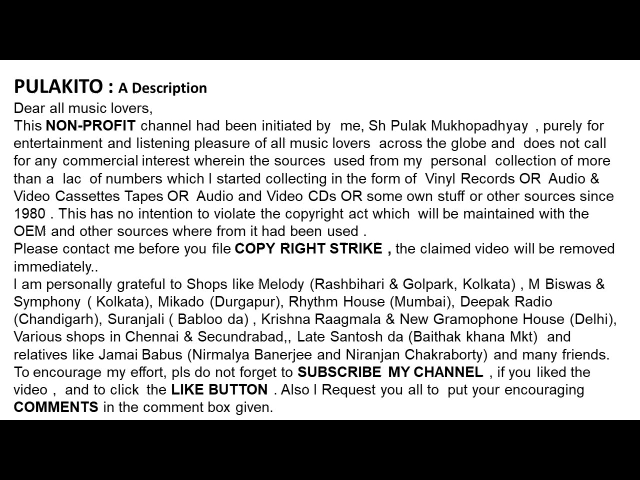 PULAKITO : A Description
Dear all music lovers,
This NON-PROFIT channel had been initiated by me, Sh Pulak Mukhopadhyay , purely for
entertainment and listening pleasure of all music lovers across the globe and does not call
for any commercial interest wherein the sources used from my personal collection of more
than a lac of numbers which I started collecting in the form of Vinyl Records OR Audio &
Video Cassettes Tapes OR Audio and Video CDs OR some own stuff or other sources since
1980 . This has no intention to violate the copyright act which will be maintained with the
OEM and other sources where from it had been used .
Please contact me before you file COPY RIGHT STRIKE , the claimed video will be removed
immediately..
I am personally grateful to Shops like Melody (Rashbihari & Golpark, Kolkata) , M Biswas &
Symphony ( Kolkata), Mikado (Durgapur), Rhythm House (Mumbai), Deepak Radio
(Chandigarh), Suranjali ( Babloo da) , Krishna Raagmala & New Gramophone House (Delhi),
Various shops in Chennai & Secundrabad,, Late Santosh da (Baithak khana Mkt) and
relatives like Jamai Babus (Nirmalya Banerjee and Niranjan Chakraborty) and many friends.
To encourage my effort, pls do not forget to SUBSCRIBE MY CHANNEL , if you liked the
video , and to click the LIKE BUTTON . Also I Request you all to put your encouraging
COMMENTS in the comment box given.